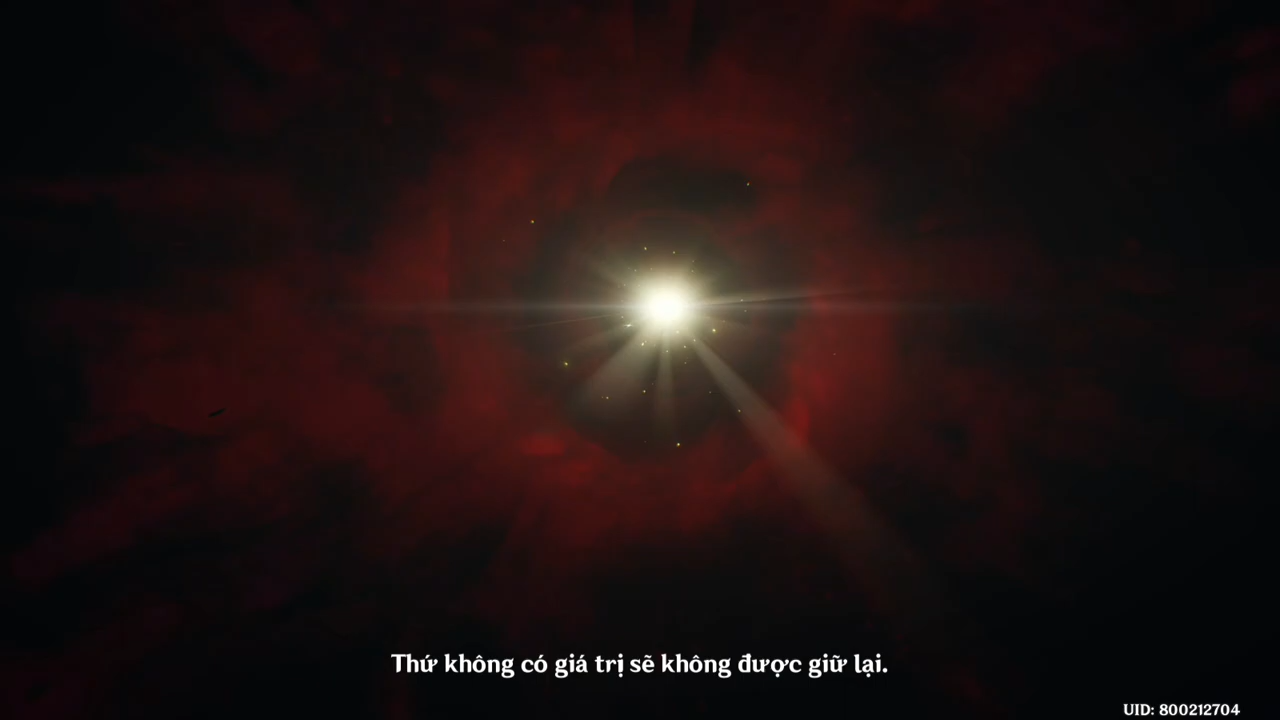 Thứ không có giá trị sẽ không được giữ lại.
UID: 800212704